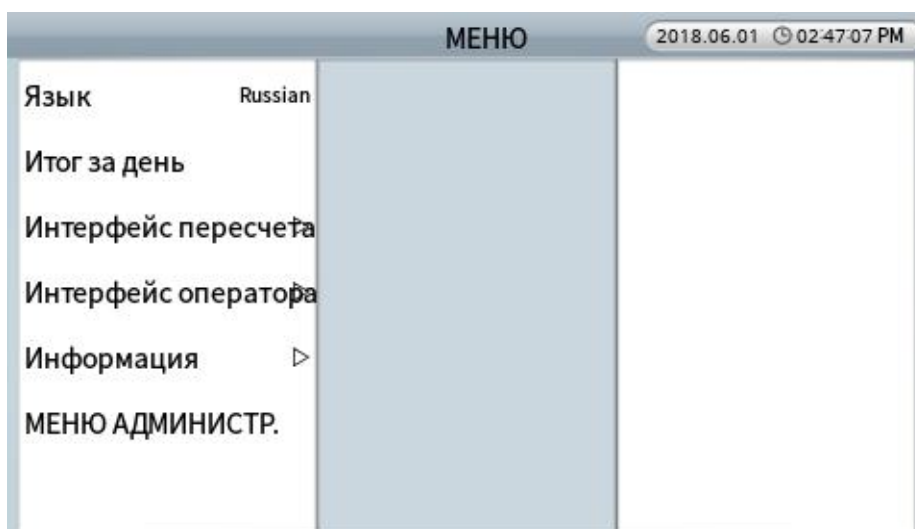 МЕНЮ 2018.06.01 02:47:07 PM
Язык Russian
Итог за день
Интерфейс пересчета
Интерфейс оператора
Информация
МЕНЮ АДМИНИСТР.